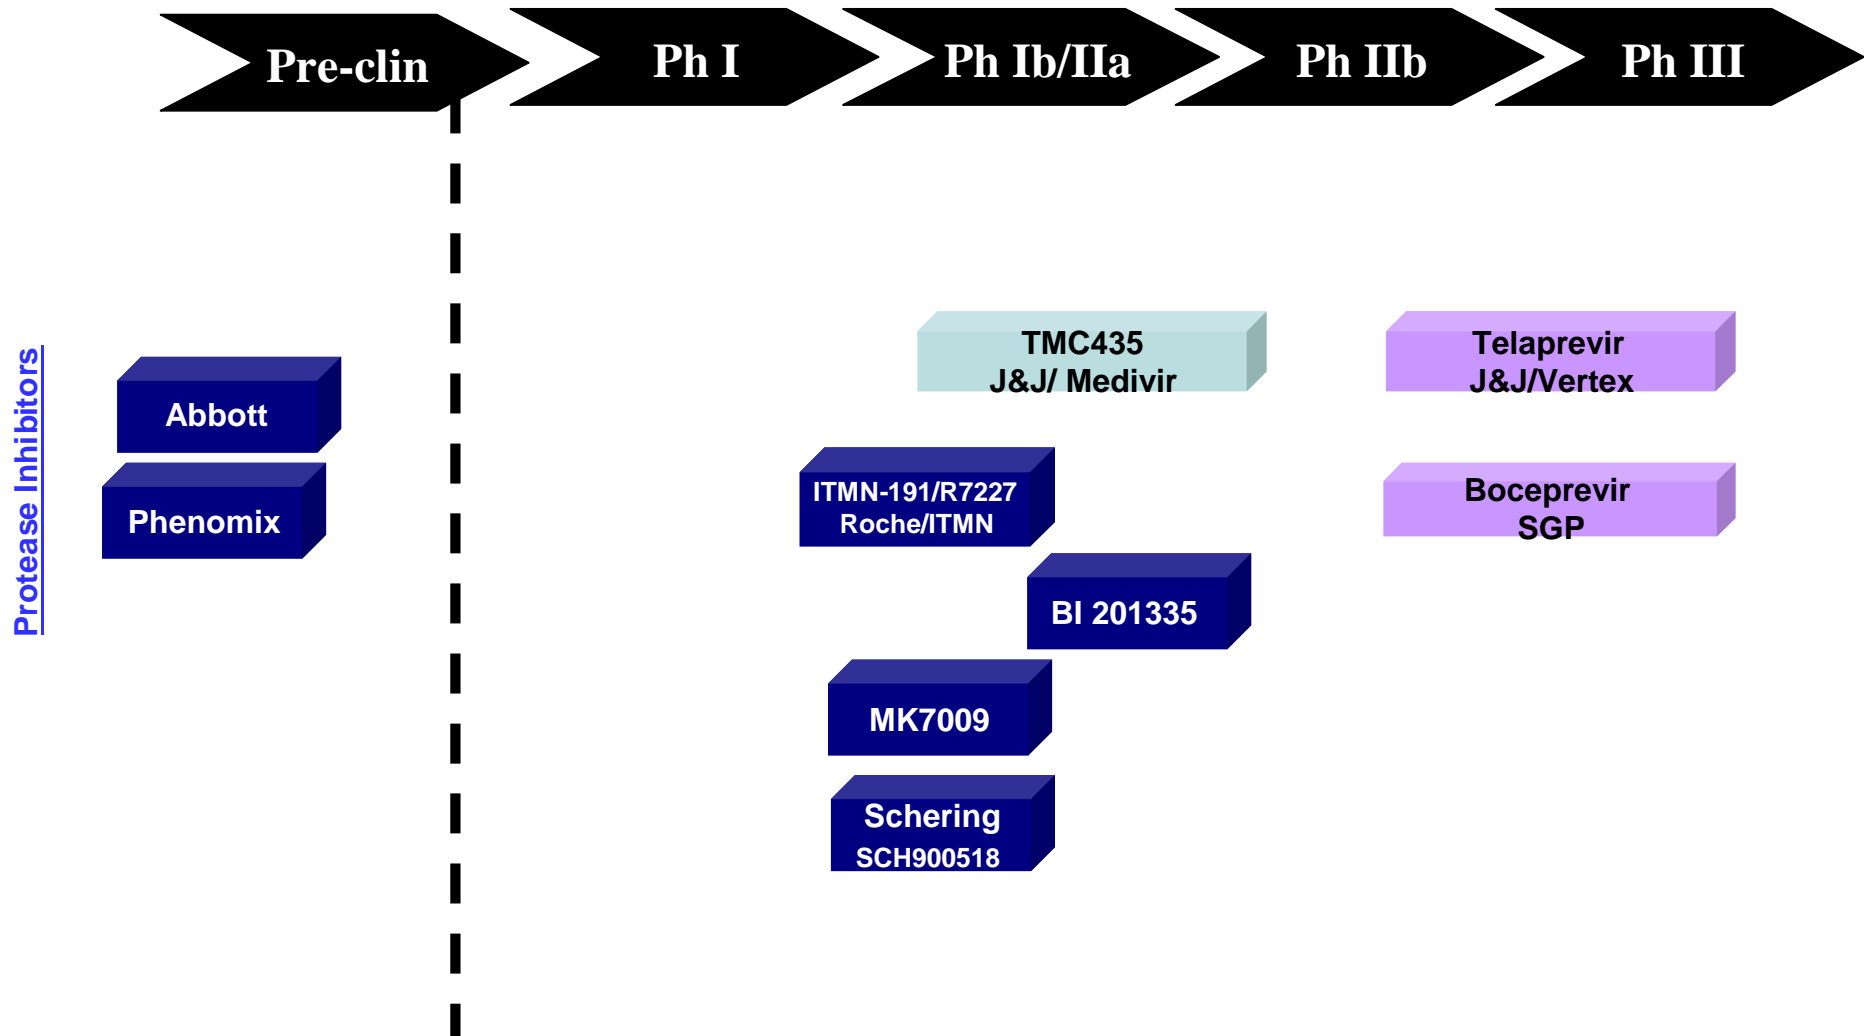 Pre-clin
Ph I
Ph Ib/IIa
Ph IIb
Ph III
Protease Inhibitors
Abbott
Phenomix
TMC435
J&J/ Medivir
ITMN-191/R7227
Roche/ITMN
BI 201335
MK7009
Schering
SCH900518
Telaprevir
J&J/Vertex
Boceprevir
SGP